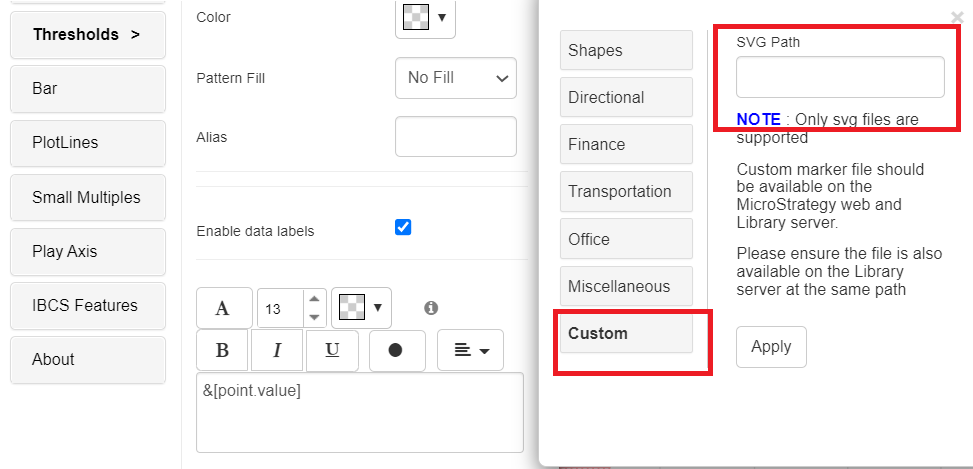 Thresholds >
Bar
PlotLines
Small Multiples
Play Axis
IBCS Features
About
Color
Pattern Fill
No Fill
Alias
Enable data labels
A
13
B
I
U
&[point.value]
×
Shapes
Directional
Finance
Transportation
Office
Miscellaneous
Custom
SVG Path
NOTE : Only svg files are
supported
Custom marker file should
be available on the
MicroStrategy web and
Library server.
Please ensure the file is also
available on the Library
server at the same path
Apply